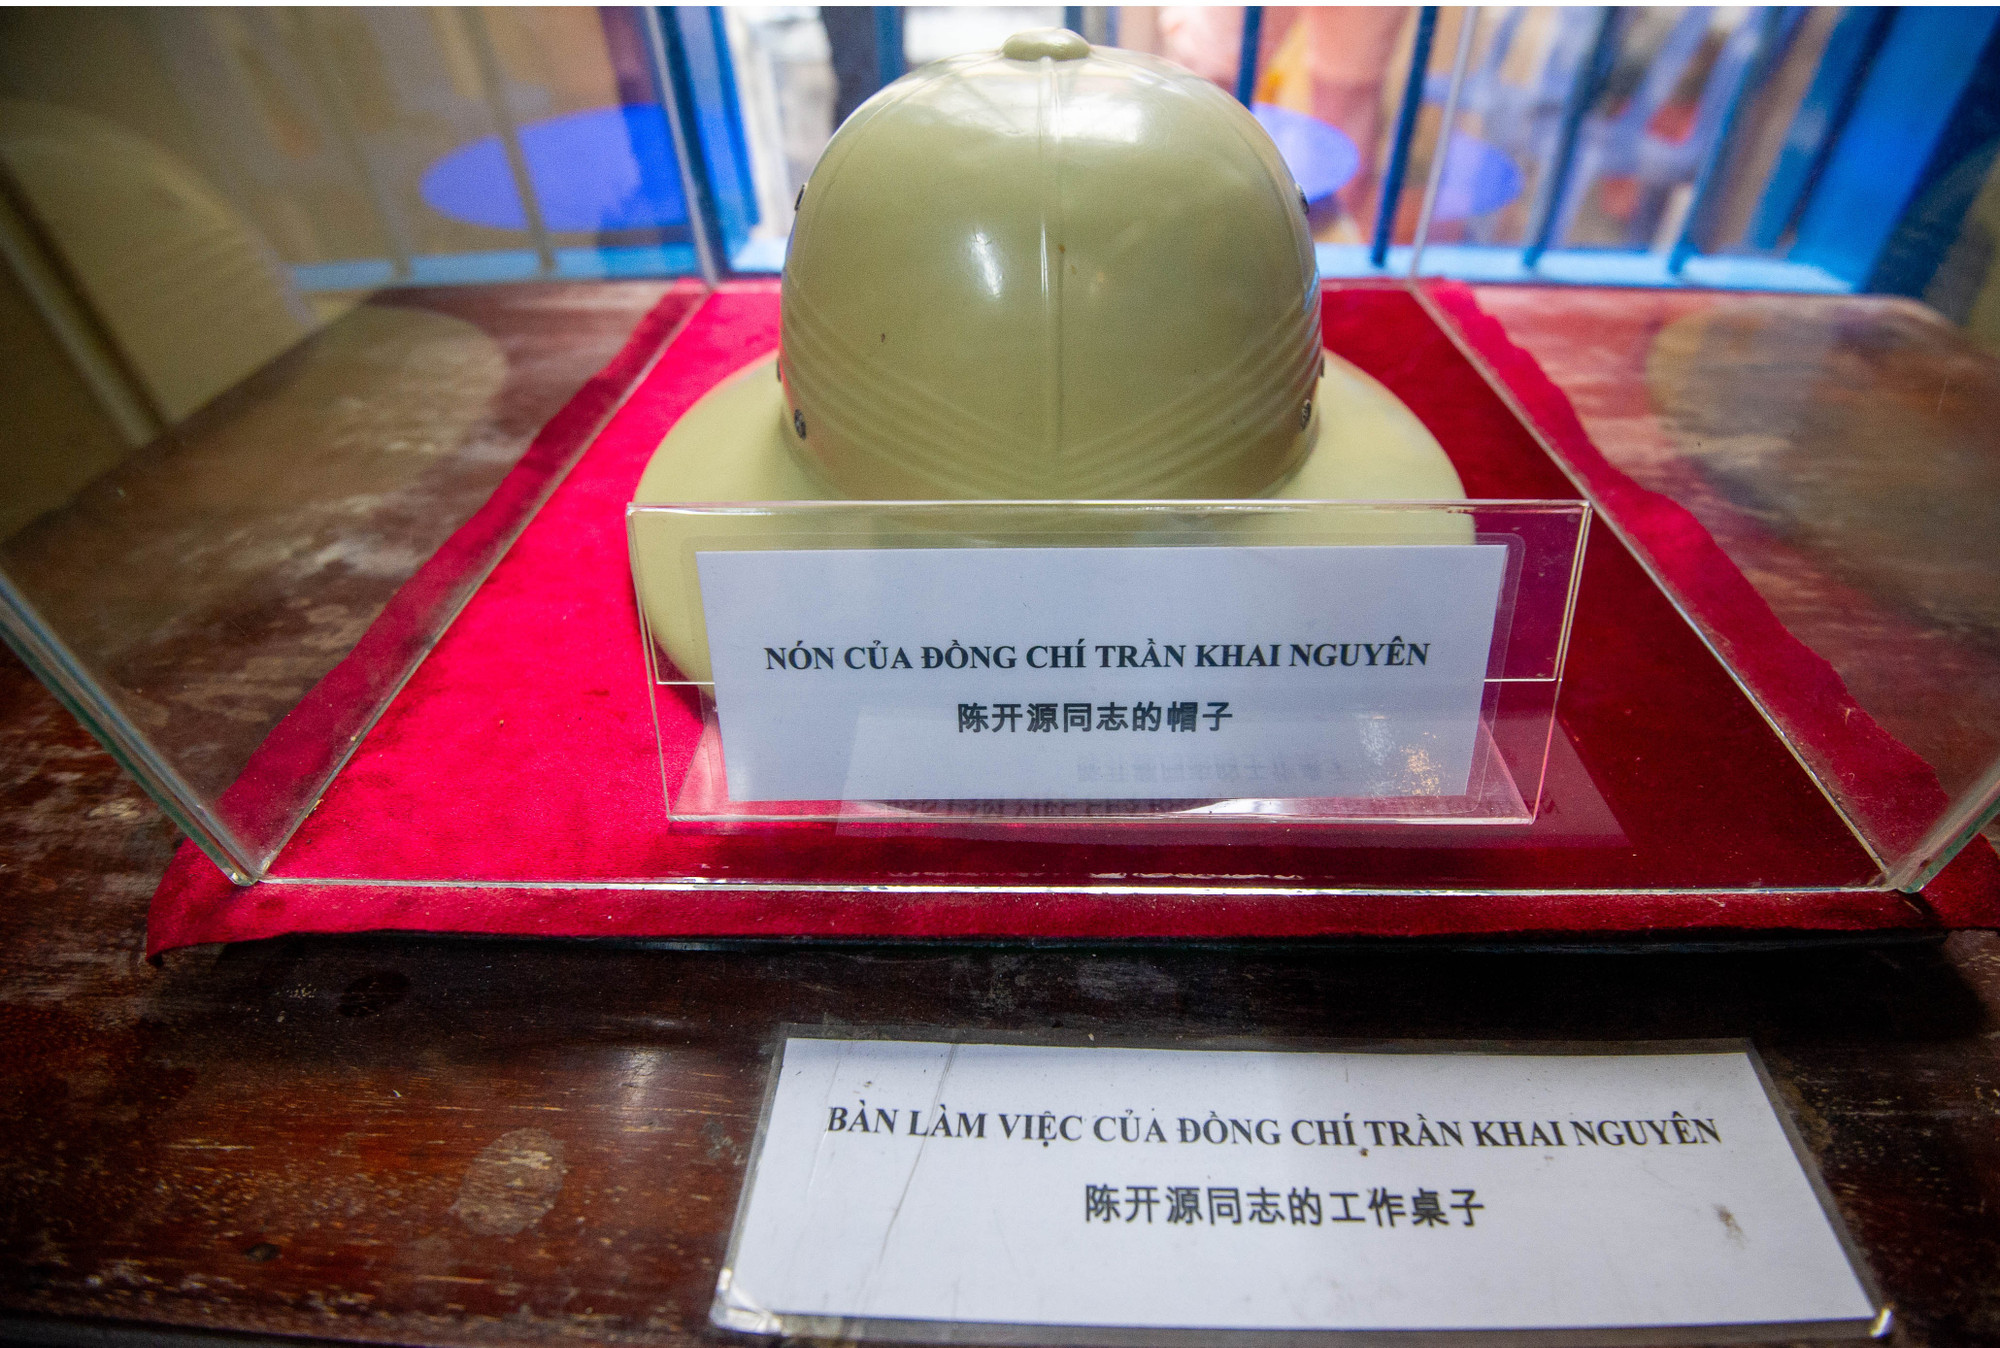 NÓN CỦA ĐỒNG CHÍ TRẦN KHAI NGUYÊN
陈开源同志的帽子
BÀN LÀM VIỆC CỦA ĐỒNG CHÍ TRẦN KHAI NGUYÊN
陈开源同志的工作桌子